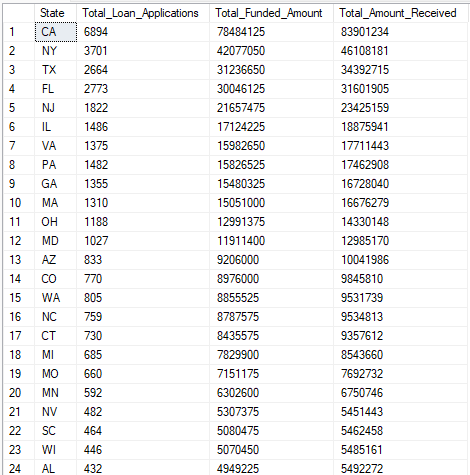 State Total_Loan_Applications Total_Funded_Amount Total_Amount_Received
1 CA 6894 78484125 83901234
2 NY 3701 42077050 46108181
3 TX 2664 31236650 34392715
4 FL 2773 30046125 31601905
5 NJ 1822 21657475 23425159
6 IL 1486 17124225 18875941
7 VA 1375 15982650 17711443
8 PA 1482 15826525 17462908
9 GA 1355 15480325 16728040
10 MA 1310 15051000 16676279
11 OH 1188 12991375 14330148
12 MD 1027 11911400 12985170
13 AZ 833 9206000 10041986
14 CO 770 8976000 9845810
15 WA 805 8855525 9531739
16 NC 759 8787575 9534813
17 CT 730 8435575 9357612
18 MI 685 7829900 8543660
19 MO 660 7151175 7692732
20 MN 592 6302600 6750746
21 NV 482 5307375 5451443
22 SC 464 5080475 5462458
23 WI 446 5070450 5485161
24 AL 432 4949225 5492272